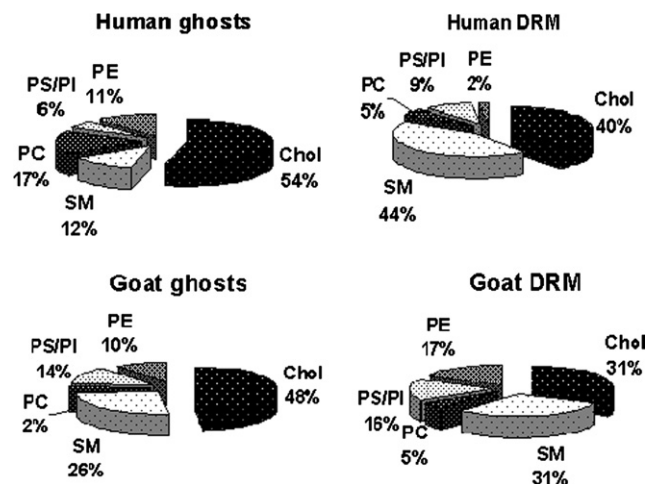 Human ghosts
PS/PI
6%
PE
11%
PC
17%
SM
12%
Chol
54%
Human DRM
PS/PI
9%
PE
2%
PC
5%
Chol
40%
SM
44%
Goat ghosts
PE
10%
PS/PI
14%
PC
2%
SM
26%
Chol
48%
Goat DRM
PE
17%
Chol
31%
PS/PI
16%
PC
5%
SM
31%